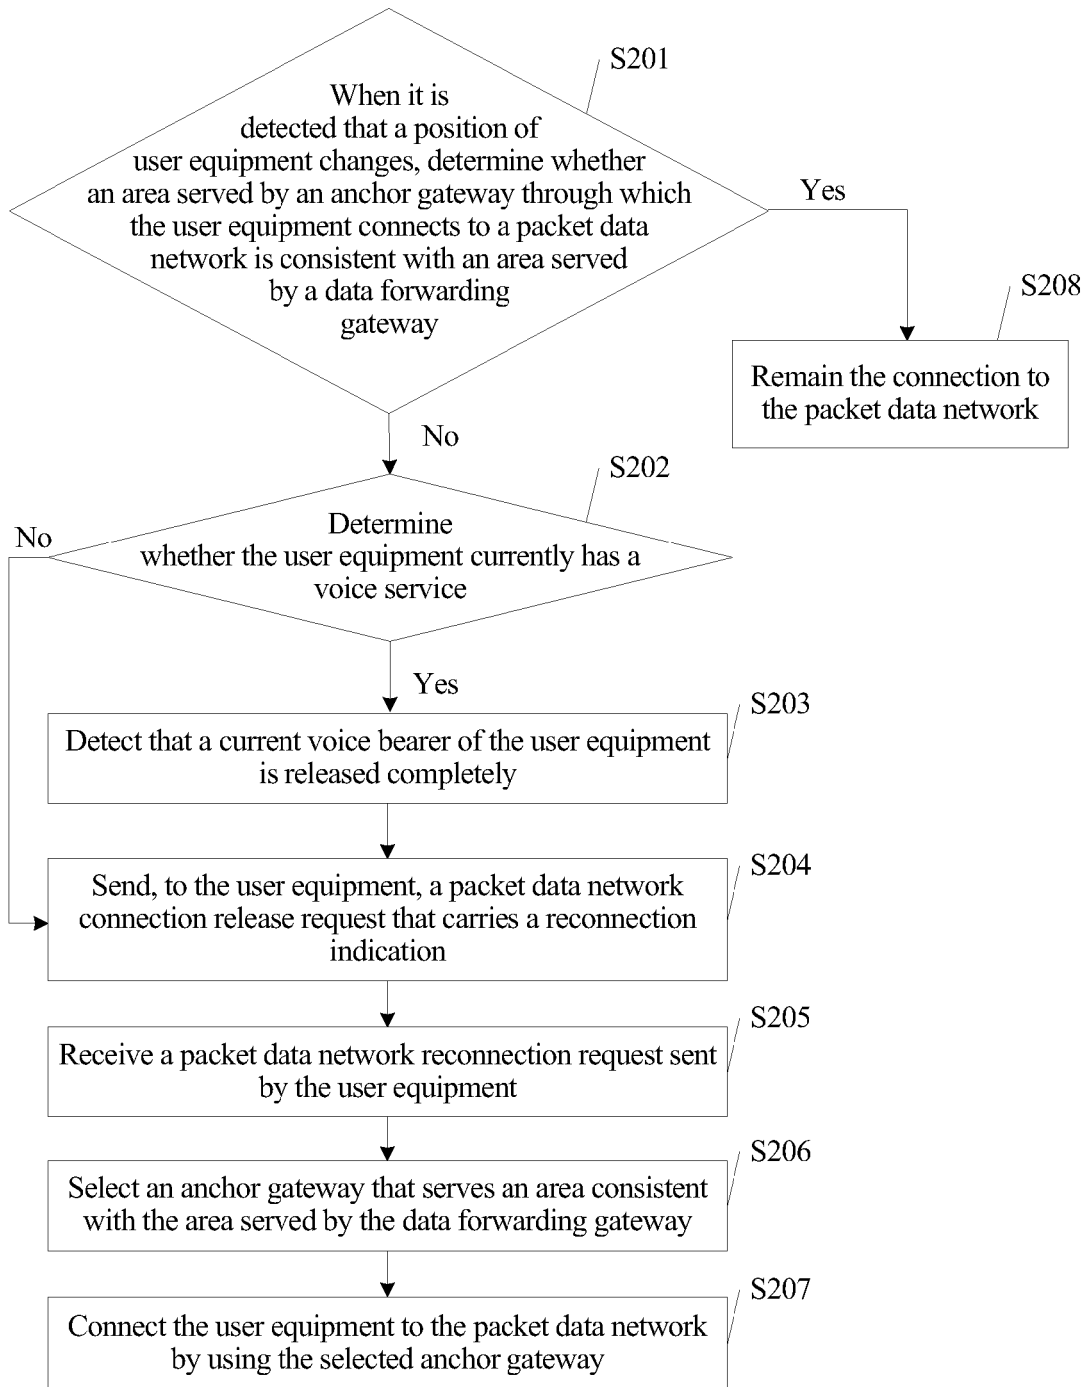 S201
When it is
detected that a position of
user equipment changes, determine whether
an area served by an anchor gateway through which
the user equipment connects to a packet data
network is consistent with an area served
by a data forwarding
gateway
Yes
S208
Remain the connection to
the packet data network
No
S202
Determine
whether the user equipment currently has a
voice service
No
Yes
S203
Detect that a current voice bearer of the user equipment
is released completely
S204
Send, to the user equipment, a packet data network
connection release request that carries a reconnection
indication
S205
Receive a packet data network reconnection request sent
by the user equipment
S206
Select an anchor gateway that serves an area consistent
with the area served by the data forwarding gateway
S207
Connect the user equipment to the packet data network
by using the selected anchor gateway